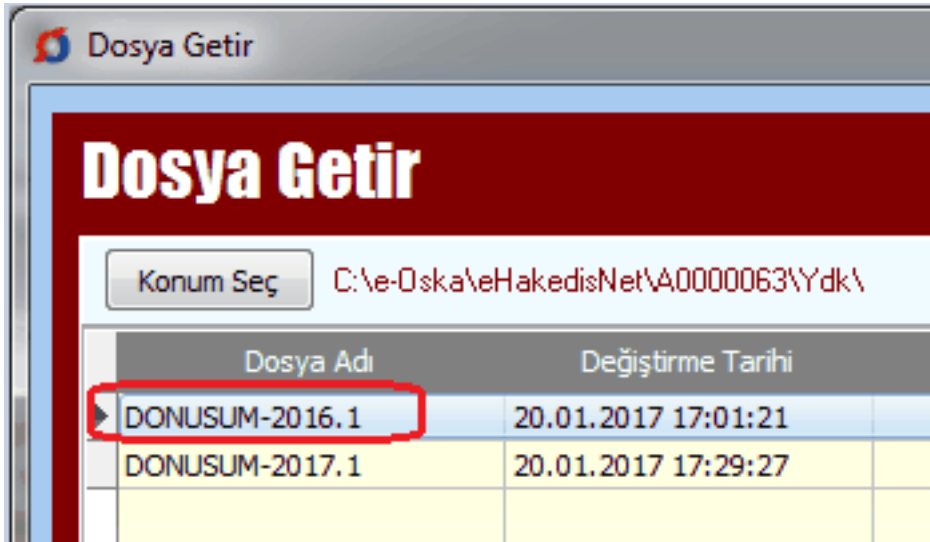 Dosya Getir
Dosya Getir
Konum Seç C:\e-Oska\eHakedisNet\A0000063\Ydk\
Dosya Adı Değiştirme Tarihi
DONUSUM-2016.1 20.01.2017 17:01:21
DONUSUM-2017.1 20.01.2017 17:29:27